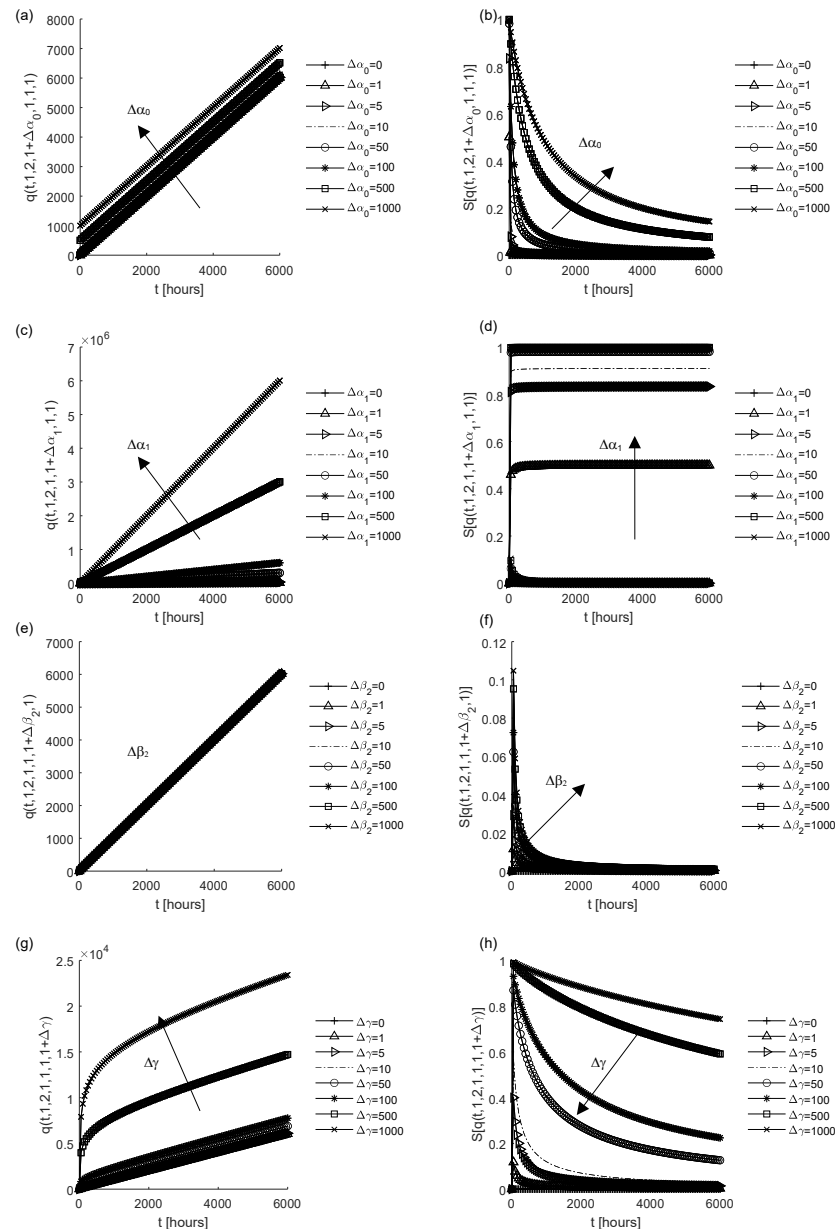 (a)
q(t,1,2,1+Δα0,1,1,1)
8000
7000
6000
5000
4000
3000
2000
1000
0
0 2000 4000 6000
t [hours]
Δα0
Δα0=0
Δα0=1
Δα0=5
Δα0=10
Δα0=50
Δα0=100
Δα0=500
Δα0=1000
(b)
S[q(t,1,2,1+Δα0,1,1,1)]
1
0.8
0.6
0.4
0.2
0
0 2000 4000 6000
t [hours]
Δα0
Δα0=0
Δα0=1
Δα0=5
Δα0=10
Δα0=50
Δα0=100
Δα0=500
Δα0=1000
(c)
×10^6
q(t,1,2,1,1+Δα1,1,1)
7
6
5
4
3
2
1
0
0 2000 4000 6000
t [hours]
Δα1
Δα1=0
Δα1=1
Δα1=5
Δα1=10
Δα1=50
Δα1=100
Δα1=500
Δα1=1000
(d)
S[q(t,1,2,1,1+Δα1,1,1)]
1
0.8
0.6
0.4
0.2
0
0 2000 4000 6000
t [hours]
Δα1
Δα1=0
Δα1=1
Δα1=5
Δα1=10
Δα1=50
Δα1=100
Δα1=500
Δα1=1000
(e)
q(t,1,2,1,1,1+Δβ2,1)
7000
6000
5000
4000
3000
2000
1000
0
0 2000 4000 6000
t [hours]
Δβ2
Δβ2=0
Δβ2=1
Δβ2=5
Δβ2=10
Δβ2=50
Δβ2=100
Δβ2=500
Δβ2=1000
(f)
S[q(t,1,2,1,1,1+Δβ2,1)]
0.12
0.1
0.08
0.06
0.04
0.02
0
0 2000 4000 6000
t [hours]
Δβ2
Δβ2=0
Δβ2=1
Δβ2=5
Δβ2=10
Δβ2=50
Δβ2=100
Δβ2=500
Δβ2=1000
(g)
×10^4
q(t,1,2,1,1,1,1+Δγ)
2.5
2
1.5
1
0.5
0
0 2000 4000 6000
t [hours]
Δγ
Δγ=0
Δγ=1
Δγ=5
Δγ=10
Δγ=50
Δγ=100
Δγ=500
Δγ=1000
(h)
S[q(t,1,2,1,1,1,1+Δγ)]
1
0.8
0.6
0.4
0.2
0
0 2000 4000 6000
t [hours]
Δγ
Δγ=0
Δγ=1
Δγ=5
Δγ=10
Δγ=50
Δγ=100
Δγ=500
Δγ=1000